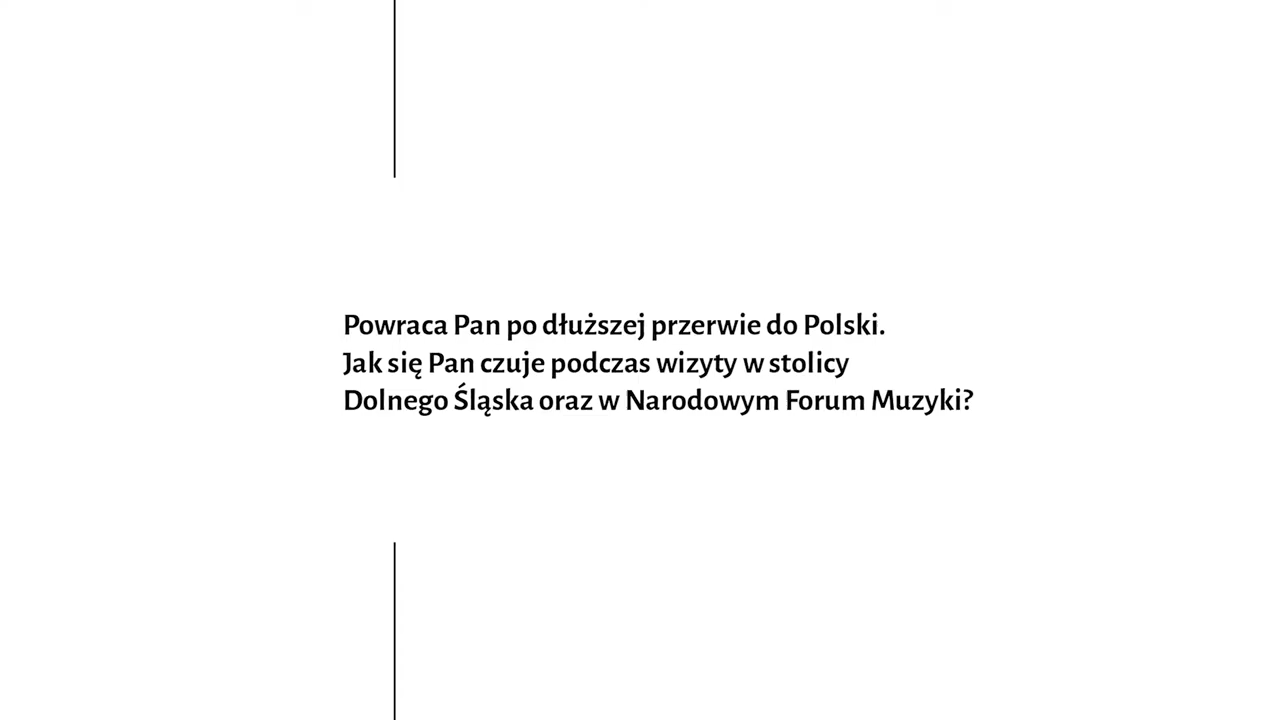 Powraca Pan po dłuższej przerwie do Polski.
Jak się Pan czuje podczas wizyty w stolicy
Dolnego Śląska oraz w Narodowym Forum Muzyki?